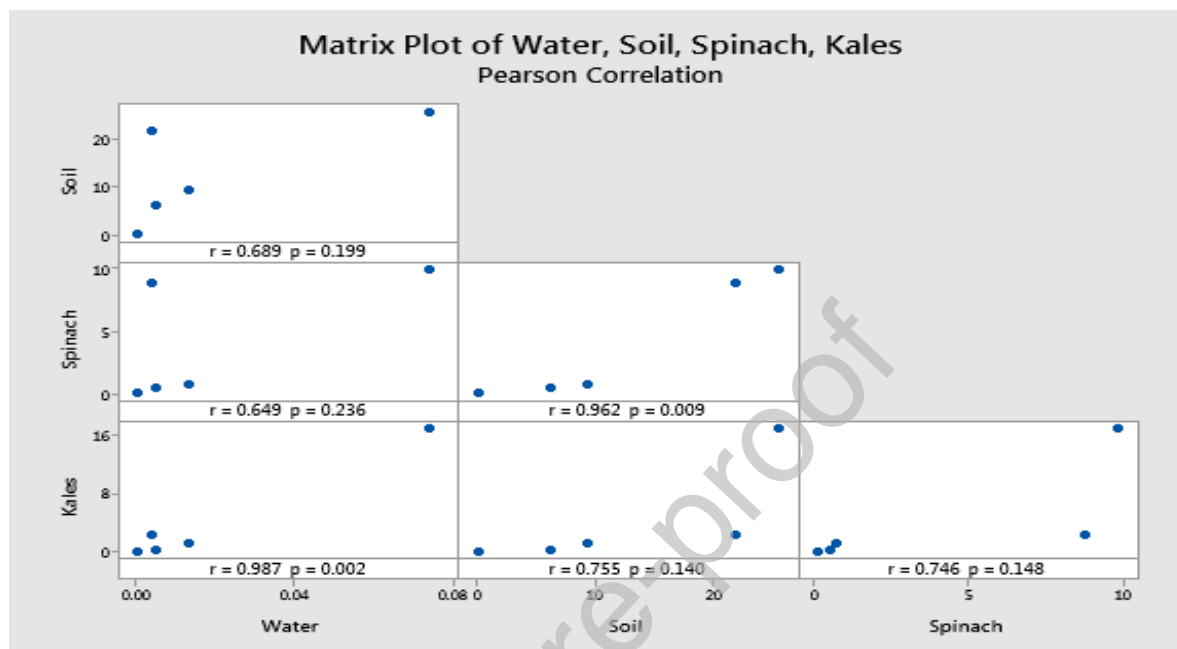 Matrix Plot of Water, Soil, Spinach, Kales
Pearson Correlation
20
10
0
Soil
r = 0.689 p = 0.199
10
5
0
Spinach
r = 0.649 p = 0.236
r = 0.962 p = 0.009
16
8
0
Kales
r = 0.987 p = 0.002
r = 0.755 p = 0.140
r = 0.746 p = 0.148
0.00 0.04 0.08 0 10 20 0 5 10
Water Soil Spinach
re-proof